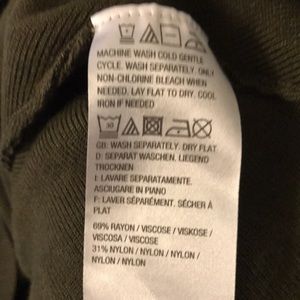 MACHINE WASH COLD GENTLE
CYCLE. WASH SEPARATELY. ONLY
NON-CHLORINE BLEACH WHEN
NEEDED. LAY FLAT TO DRY. COOL
IRON IF NEEDED
GB: WASH SEPARATELY. DRY FLAT
D: SEPARAT WASCHEN. LIEGEND
TROCKNEN
I: LAVARE SEPARATAMENTE.
ASCIUGARE IN PIANO
F: LAVER SÉPARÉMENT. SÉCHER À
PLAT
69% RAYON / VISCOSE / VISKOSE /
VISCOSA / VISCOSE
31% NYLON / NYLON / NYLON /
NYLON / NYLON